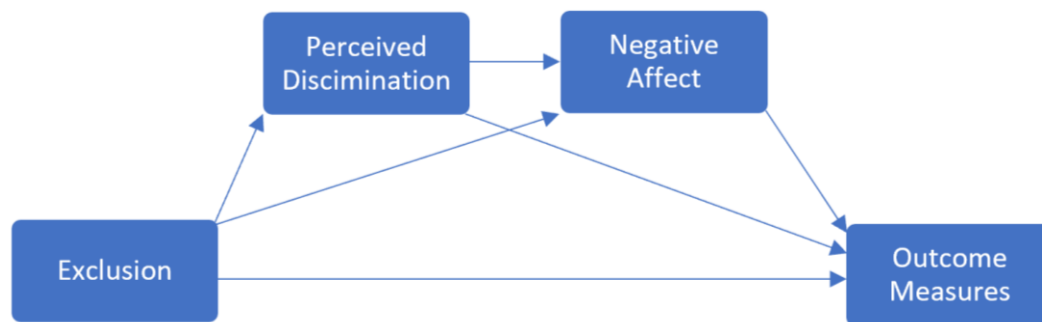 Perceived
Discimination
Negative
Affect
Exclusion
Outcome
Measures